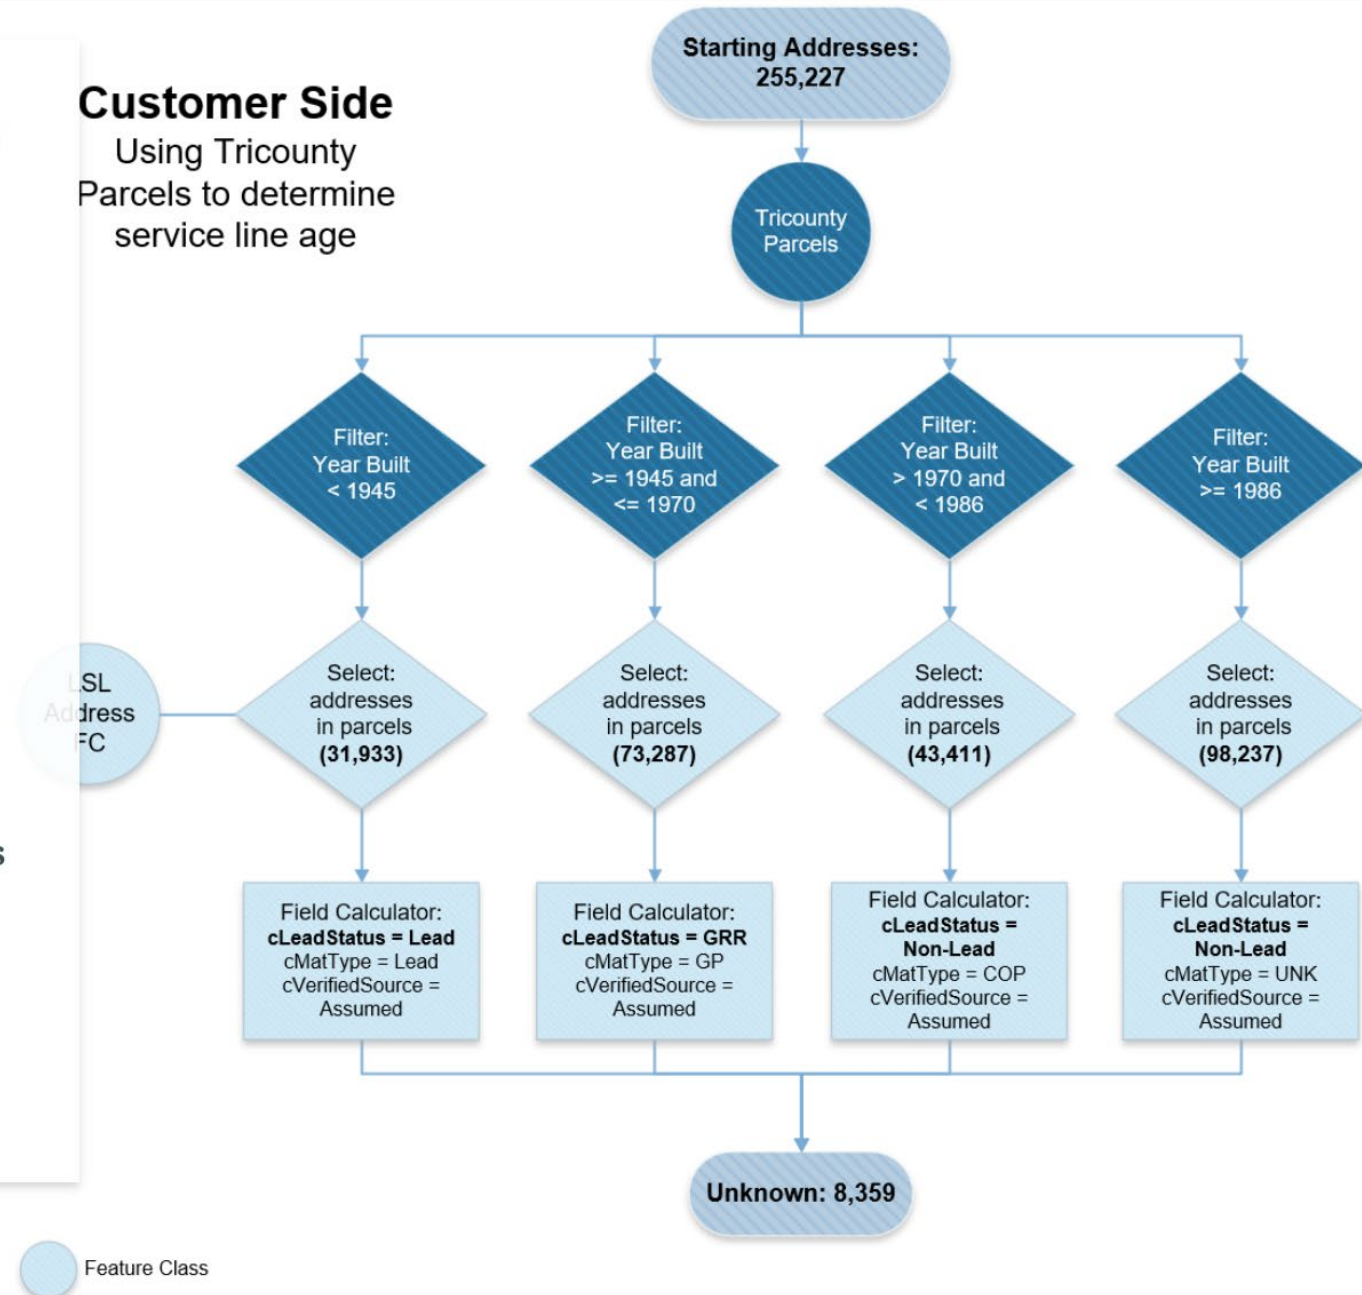 Starting Addresses:
255,227
Customer Side
Using Tricounty
Parcels to determine
service line age
Tricounty
Parcels
Filter:
Year Built
< 1945
Filter:
Year Built
>= 1945 and
<= 1970
Filter:
Year Built
> 1970 and
< 1986
Filter:
Year Built
>= 1986
LSL
Address
FC
Select:
addresses
in parcels
(31,933)
Select:
addresses
in parcels
(73,287)
Select:
addresses
in parcels
(43,411)
Select:
addresses
in parcels
(98,237)
s
Field Calculator:
cLeadStatus = Lead
cMatType = Lead
cVerifiedSource =
Assumed
Field Calculator:
cLeadStatus = GRR
cMatType = GP
cVerifiedSource =
Assumed
Field Calculator:
cLeadStatus =
Non-Lead
cMatType = COP
cVerifiedSource =
Assumed
Field Calculator:
cLeadStatus =
Non-Lead
cMatType = UNK
cVerifiedSource =
Assumed
Unknown: 8,359
Feature Class